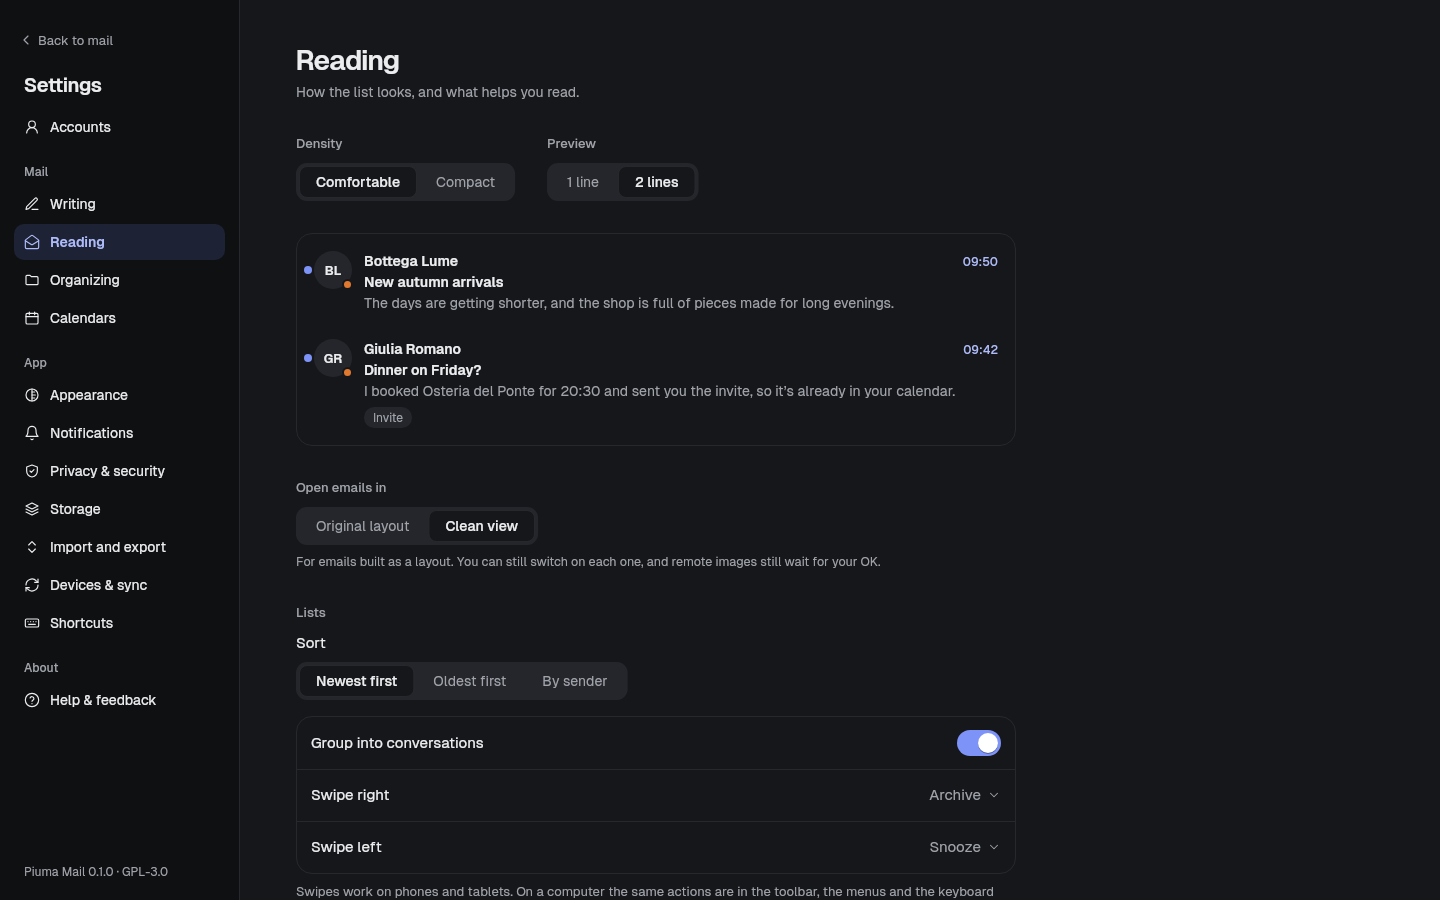 Back to mail
Settings
Accounts
Mail
Writing
Reading
Organizing
Calendars
App
Appearance
Notifications
Privacy & security
Storage
Import and export
Devices & sync
Shortcuts
About
Help & feedback
Piuma Mail 0.1.0 · GPL-3.0
Reading
How the list looks, and what helps you read.
Density
Preview
Comfortable
Compact
1 line
2 lines
BL
Bottega Lume
09:50
New autumn arrivals
The days are getting shorter, and the shop is full of pieces made for long evenings.
GR
Giulia Romano
09:42
Dinner on Friday?
I booked Osteria del Ponte for 20:30 and sent you the invite, so it's already in your calendar.
Invite
Open emails in
Original layout
Clean view
For emails built as a layout. You can still switch on each one, and remote images still wait for your OK.
Lists
Sort
Newest first
Oldest first
By sender
Group into conversations
Swipe right
Archive
Swipe left
Snooze
Swipes work on phones and tablets. On a computer the same actions are in the toolbar, the menus and the keyboard